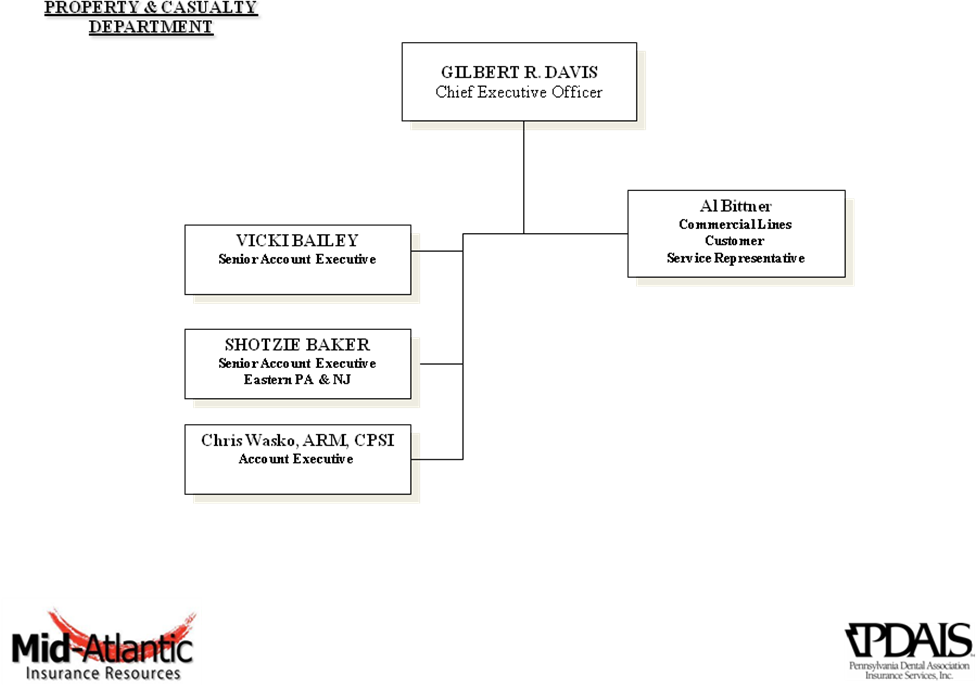 PROPERTY & CASUALTY
DEPARTMENT
GILBERT R. DAVIS
Chief Executive Officer
Al Bittner
Commercial Lines
Customer
Service Representative
VICKI BAILEY
Senior Account Executive
SHOTZIE BAKER
Senior Account Executive
Eastern PA & NJ
Chris Wasko, ARM, CPSI
Account Executive
Mid-Atlantic
Insurance Resources
PDAIS
Pennsylvania Dental Association
Insurance Services, Inc.